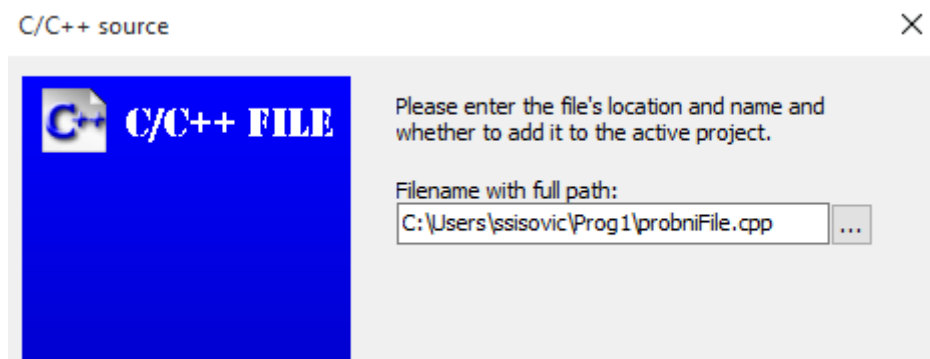 C/C++ source
C++ C/C++ FILE
Please enter the file's location and name and
whether to add it to the active project.
Filename with full path:
C:\Users\ssisovic\Prog1\probniFile.cpp ...